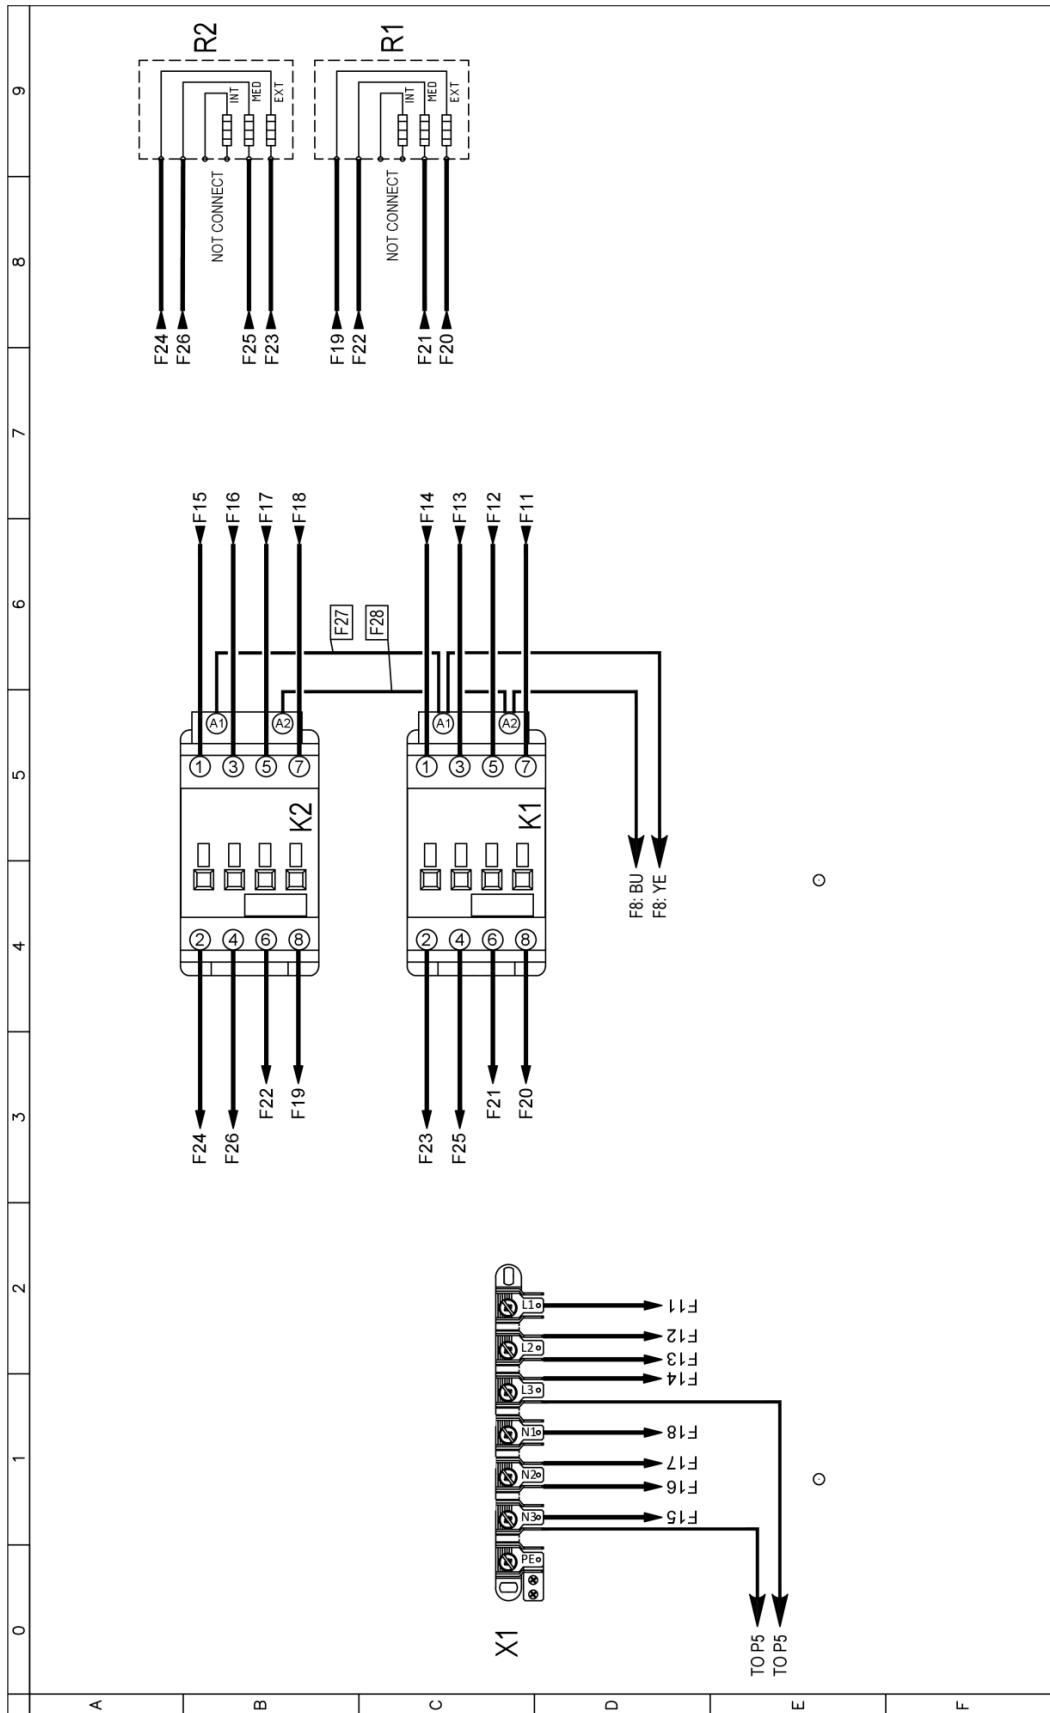 R2
R1
INT
MED
EXT
INT
MED
EXT
NOT CONNECT
NOT CONNECT
F24
F26
F25
F23
F19
F22
F21
F20
F15
F16
F17
F18
F14
F13
F12
F11
F27
F28
A1
A2
A1
A2
1
3
5
7
1
3
5
7
K2
K1
2
4
6
8
2
4
6
8
F8: BU
F8: YE
F24
F26
F22
F19
F23
F25
F21
F20
L1
L2
L3
N1
N2
N3
PE
F11
F12
F13
F14
F18
F17
F16
F15
X1
TO P5
TO P5
9
8
7
6
5
4
3
2
1
0
A
B
C
D
E
F